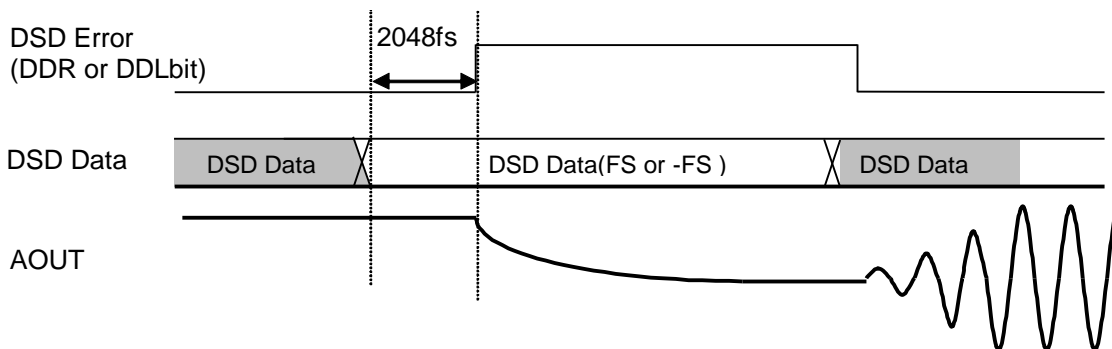 DSD Error
(DDR or DDLbit)
2048fs
DSD Data
DSD Data
DSD Data(FS or -FS )
DSD Data
AOUT